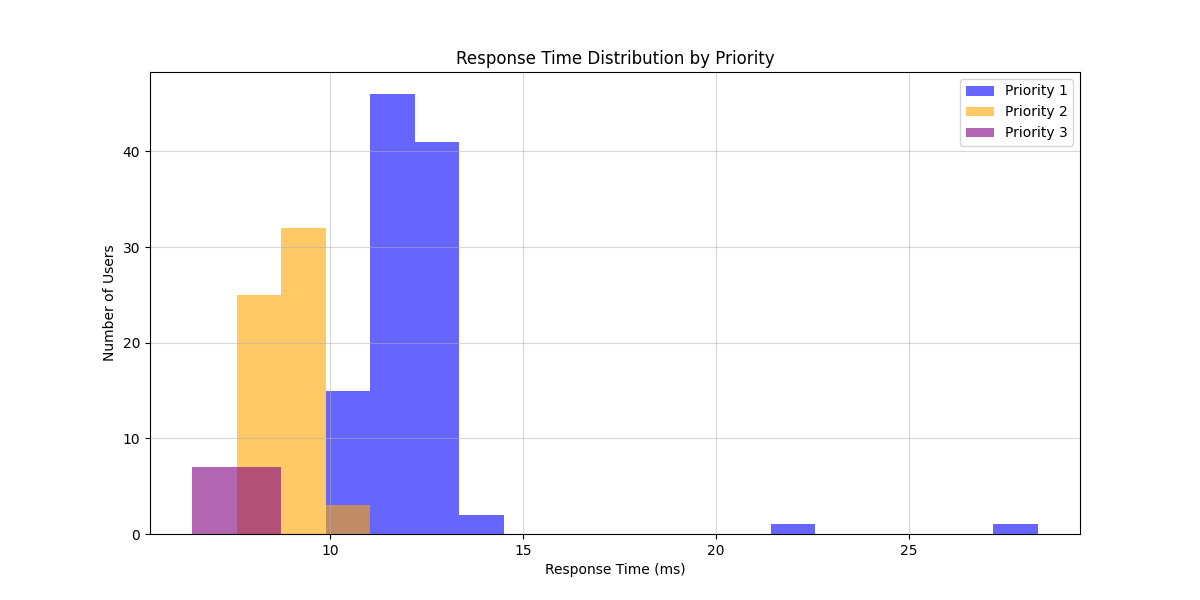 Response Time Distribution by Priority
Priority 1
Priority 2
Priority 3
Number of Users
40
30
20
10
0
10
15
20
25
Response Time (ms)